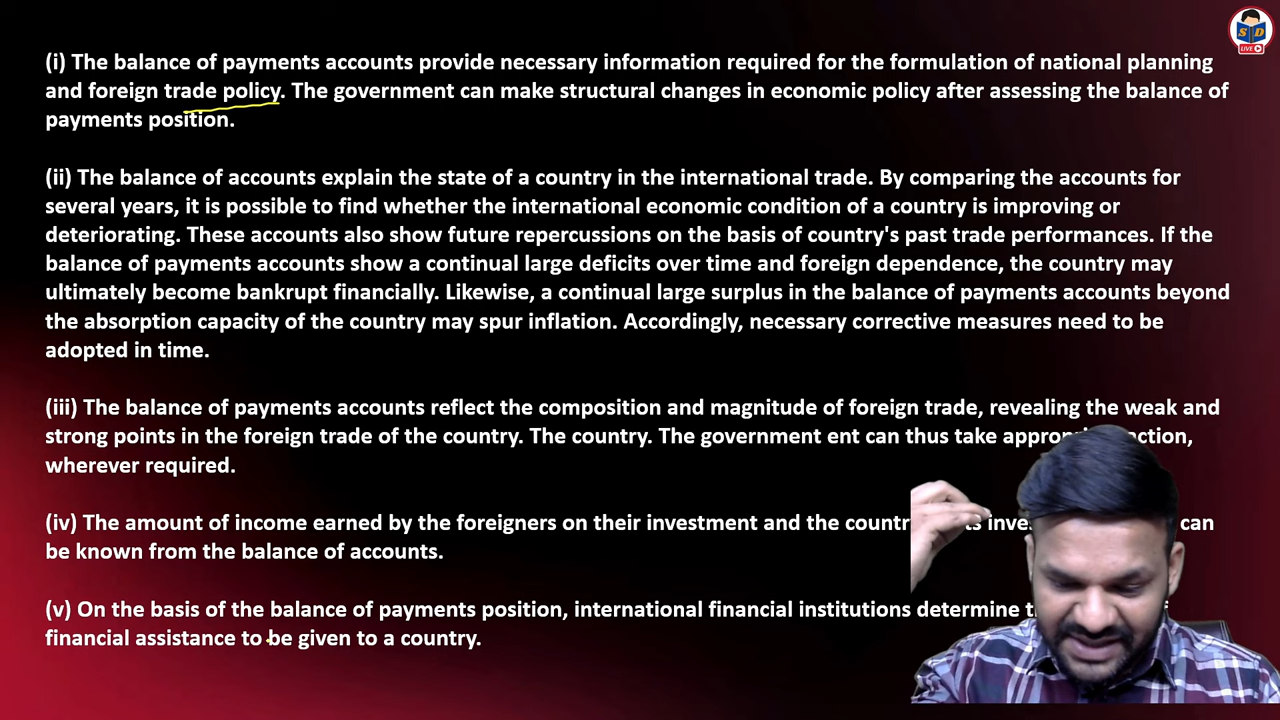 (i) The balance of payments accounts provide necessary information required for the formulation of national planning
and foreign trade policy. The government can make structural changes in economic policy after assessing the balance of
payments position.
(ii) The balance of accounts explain the state of a country in the international trade. By comparing the accounts for
several years, it is possible to find whether the international economic condition of a country is improving or
deteriorating. These accounts also show future repercussions on the basis of country's past trade performances. If the
balance of payments accounts show a continual large deficits over time and foreign dependence, the country may
ultimately become bankrupt financially. Likewise, a continual large surplus in the balance of payments accounts beyond
the absorption capacity of the country may spur inflation. Accordingly, necessary corrective measures need to be
adopted in time.
(iii) The balance of payments accounts reflect the composition and magnitude of foreign trade, revealing the weak and
strong points in the foreign trade of the country. The country. The government ent can thus take
wherever required.
(iv) The amount of income earned by the foreigners on their investment and the can
be known from the balance of accounts.
(v) On the basis of the balance of payments position, international financial institutions determine
financial assistance to be given to a country.
S D
LIVE